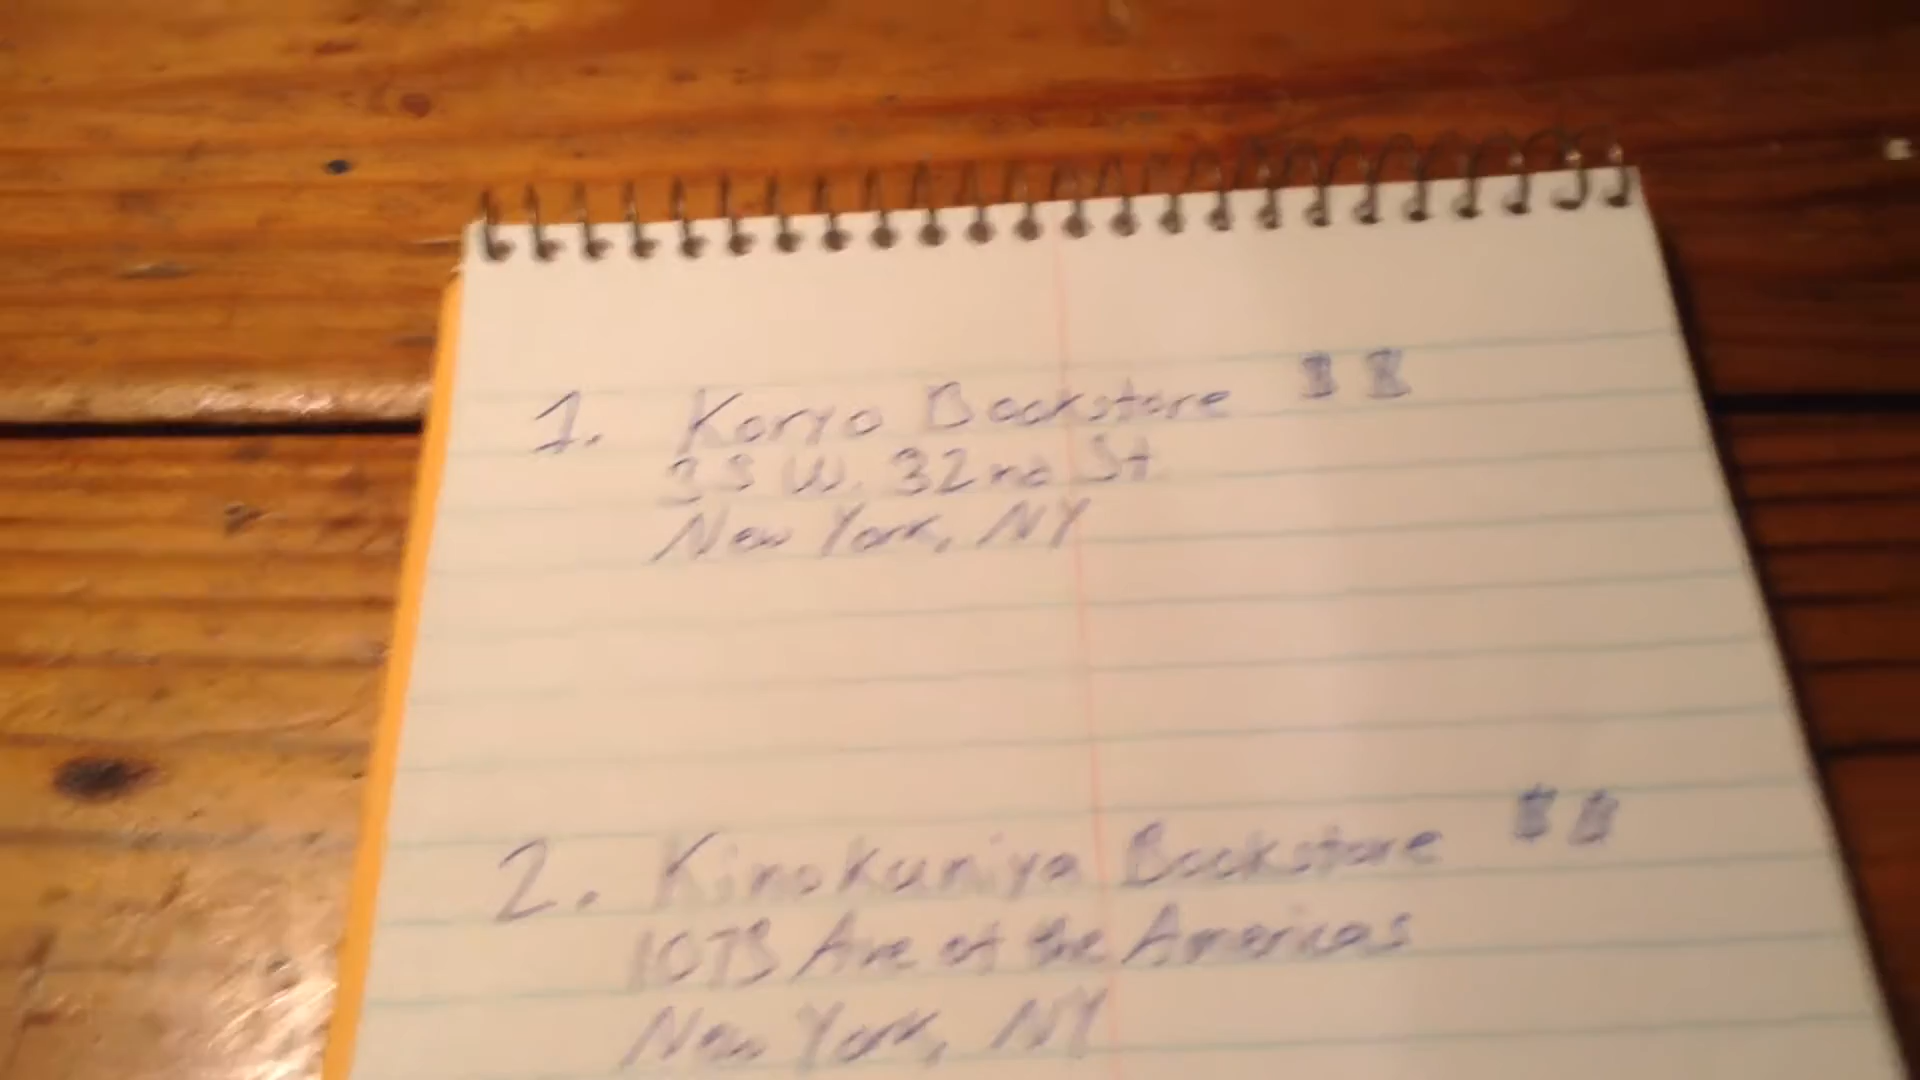 1. Koryo Bookstore $ $
35 W. 32nd St.
New York, NY
2. Kinokuniya Bookstore $ $
1073 Ave of the Americas
New York, NY